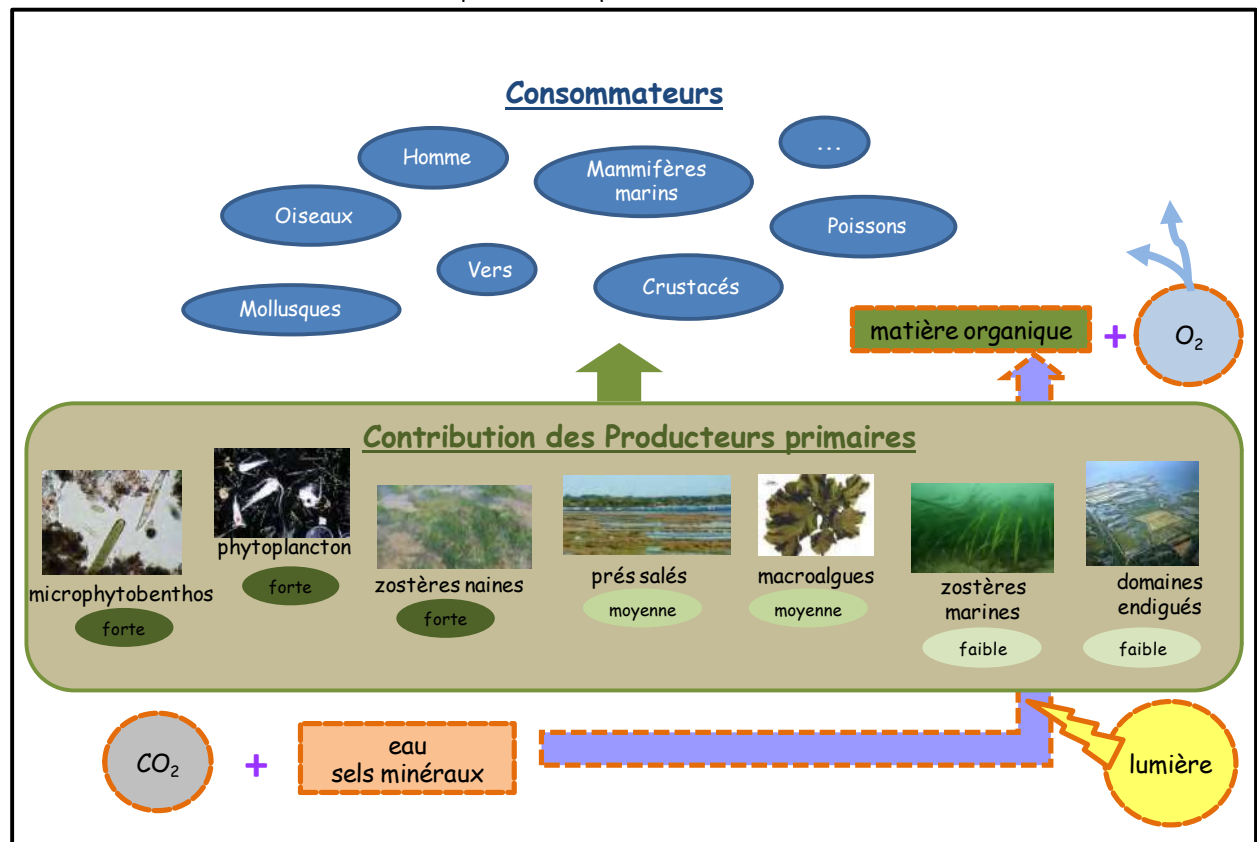 Consommateurs
Homme
Mammifères
marins
...
Oiseaux
Poissons
Vers
Crustacés
Mollusques
matière organique
+
O₂
Contribution des Producteurs primaires
microphytobenthos
forte
phytoplancton
forte
zostères naines
forte
prés salés
moyenne
macroalgues
moyenne
zostères
marines
faible
domaines
endigués
faible
CO₂
+
eau
sels minéraux
lumière